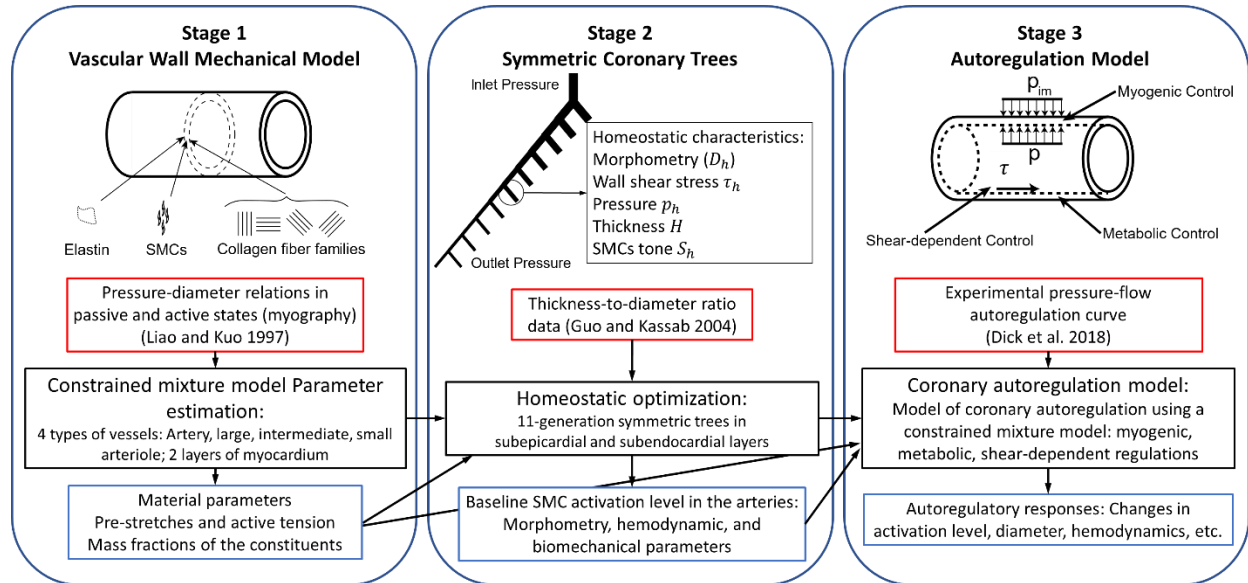 Stage 1
Vascular Wall Mechanical Model
Elastin
SMCs
Collagen fiber families
Pressure-diameter relations in
passive and active states (myography)
(Liao and Kuo 1997)
Constrained mixture model Parameter
estimation:
4 types of vessels: Artery, large, intermediate, small
arteriole; 2 layers of myocardium
Material parameters
Pre-stretches and active tension
Mass fractions of the constituents
Stage 2
Symmetric Coronary Trees
Inlet Pressure
Homeostatic characteristics:
Morphometry (D_h)
Wall shear stress τ_h
Pressure p_h
Thickness H
SMCs tone S_h
Outlet Pressure
Thickness-to-diameter ratio
data (Guo and Kassab 2004)
Homeostatic optimization:
11-generation symmetric trees in
subepicardial and subendocardial layers
Baseline SMC activation level in the arteries:
Morphometry, hemodynamic, and
biomechanical parameters
Stage 3
Autoregulation Model
p_im
Myogenic
Control
p
τ
Shear-dependent Control
Metabolic Control
Experimental pressure-flow
autoregulation curve
(Dick et al. 2018)
Coronary autoregulation model:
Model of coronary autoregulation using a
constrained mixture model: myogenic,
metabolic, shear-dependent regulations
Autoregulatory responses: Changes in
activation level, diameter, hemodynamics, etc.